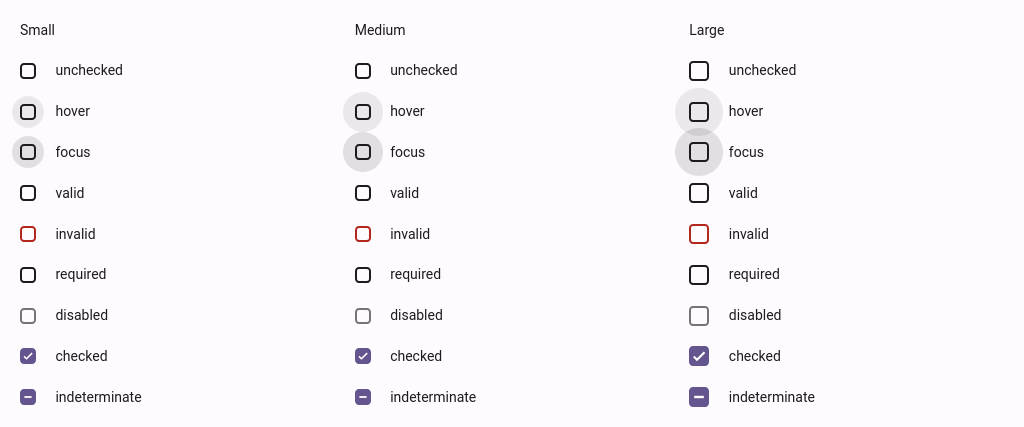 Small
unchecked
hover
focus
valid
invalid
required
disabled
checked
indeterminate
Medium
unchecked
hover
focus
valid
invalid
required
disabled
checked
indeterminate
Large
unchecked
hover
focus
valid
invalid
required
disabled
checked
indeterminate